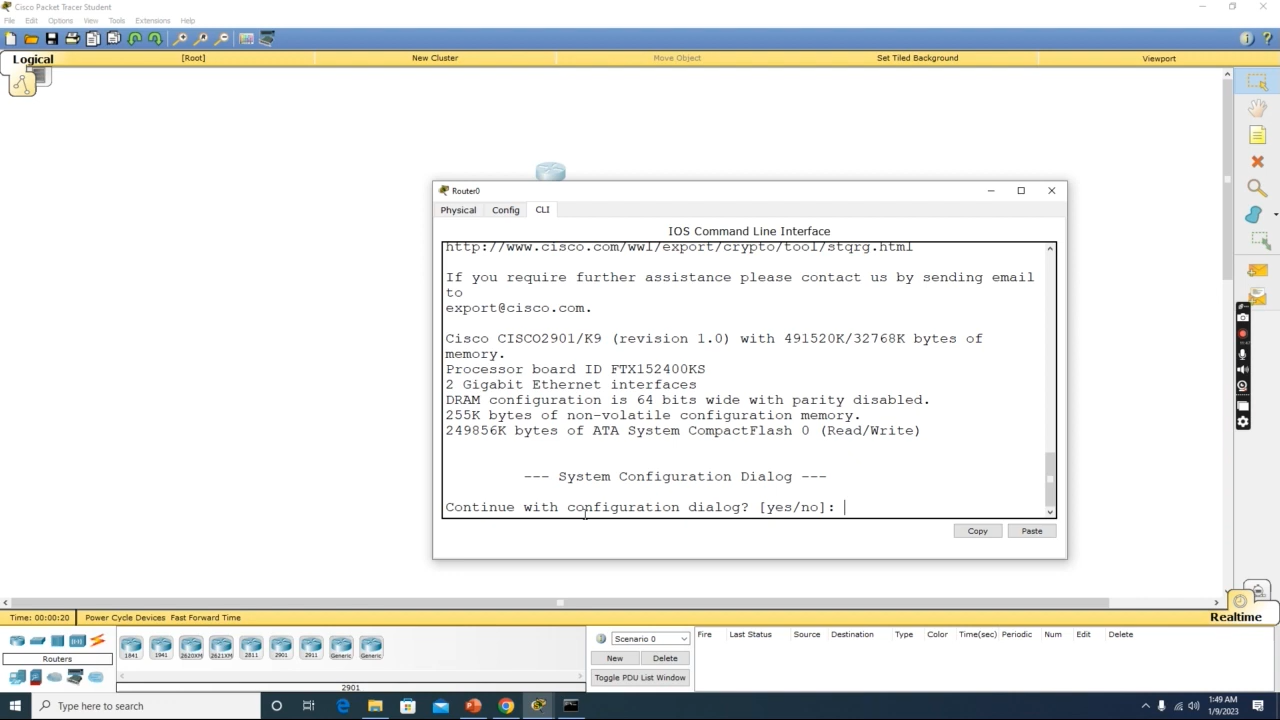 Cisco Packet Tracer Student
File Edit Options View Tools Extensions Help
Logical [Root] New Cluster Move Object Set Tiled Background Viewport
Router0
Physical Config CLI
IOS Command Line Interface
http://www.cisco.com/wwl/export/crypto/tool/stqrg.html
If you require further assistance please contact us by sending email
to
export@cisco.com.
Cisco CISCO2901/K9 (revision 1.0) with 491520K/32768K bytes of
memory.
Processor board ID FTX152400KS
2 Gigabit Ethernet interfaces
DRAM configuration is 64 bits wide with parity disabled.
255K bytes of non-volatile configuration memory.
249856K bytes of ATA System CompactFlash 0 (Read/Write)
--- System Configuration Dialog ---
Continue with configuration dialog? [yes/no]:
Copy Paste
Time: 00:00:20 Power Cycle Devices Fast Forward Time
Realtime
Routers
1841 1941 2620XM 2621XM 2811 2901 2911 Generic Generic
2901
Scenario 0
New Delete
Toggle PDU List Window
Fire Last Status Source Destination Type Color Time(sec) Periodic Num Edit Delete
Type here to search
1:49 AM
1/9/2023